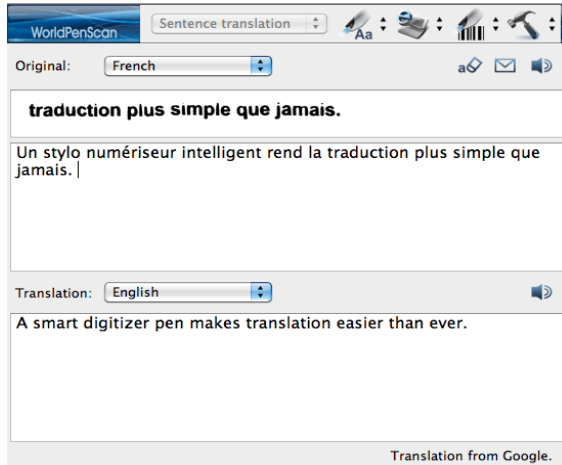 WorldPenScan
Sentence translation
Aa
Original:
French
a
traduction plus simple que jamais.
Un stylo numériseur intelligent rend la traduction plus simple que
jamais.
Translation:
English
A smart digitizer pen makes translation easier than ever.
Translation from Google.